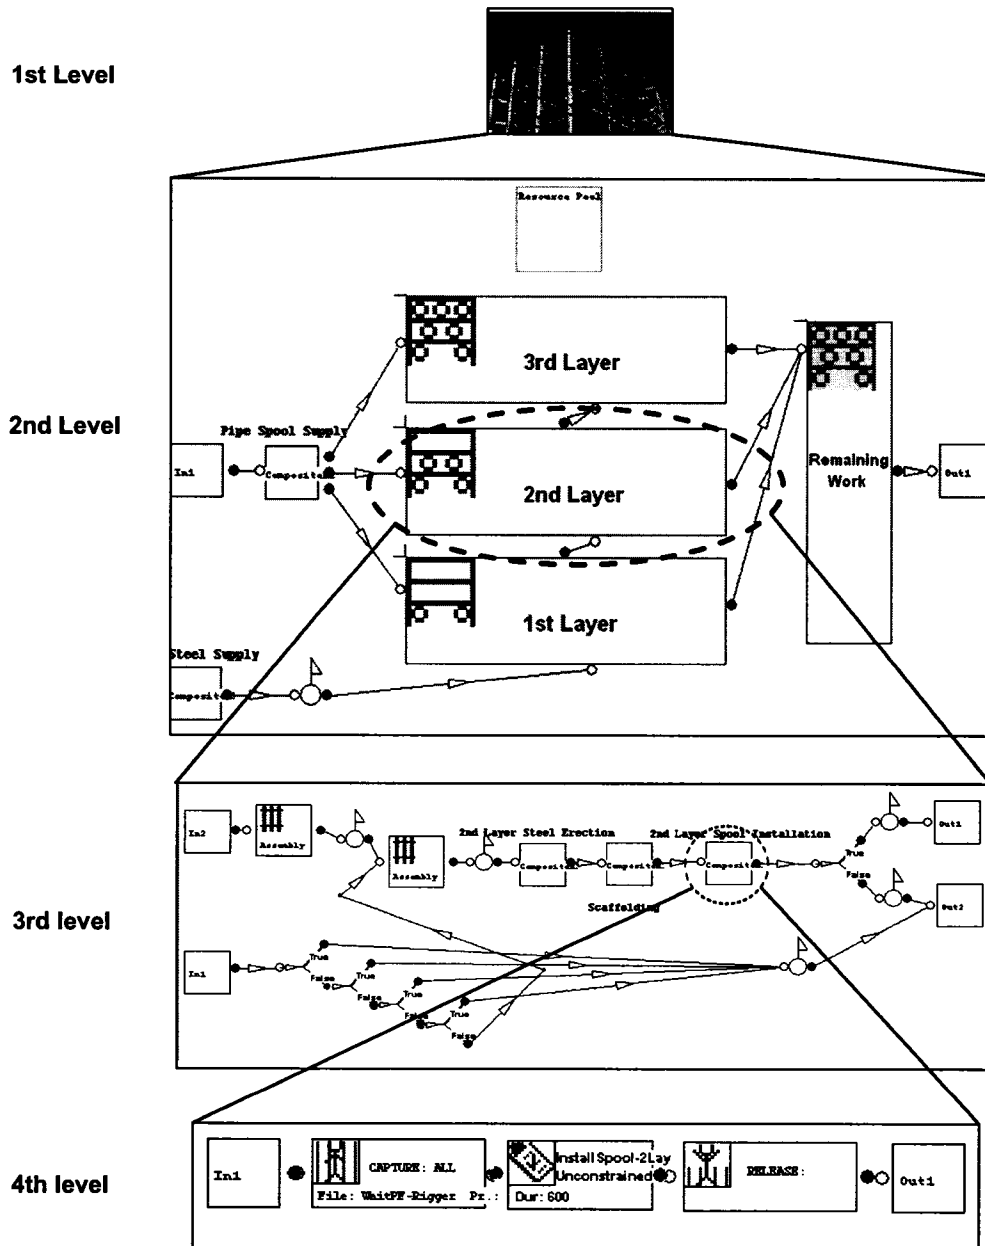 1st Level
Resource Pool
3rd Layer
2nd Level
Pipe Spool Supply
In1
Composite
2nd Layer
Remaining
Work
Out1
1st Layer
Steel Supply
Composite
In2
Assembly
2nd Layer Steel Erection
2nd Layer Spool Installation
Out1
Assembly
Composite
Composite
Composite
True
False
Out2
3rd level
Scaffolding
In1
True
False
True
False
True
False
True
False
4th level
In1
CAPTURE: ALL
File: WaitPF-Rigger Pr.:
Install Spool-2Lay
Unconstrained
Dur: 600
RELEASE:
Out1